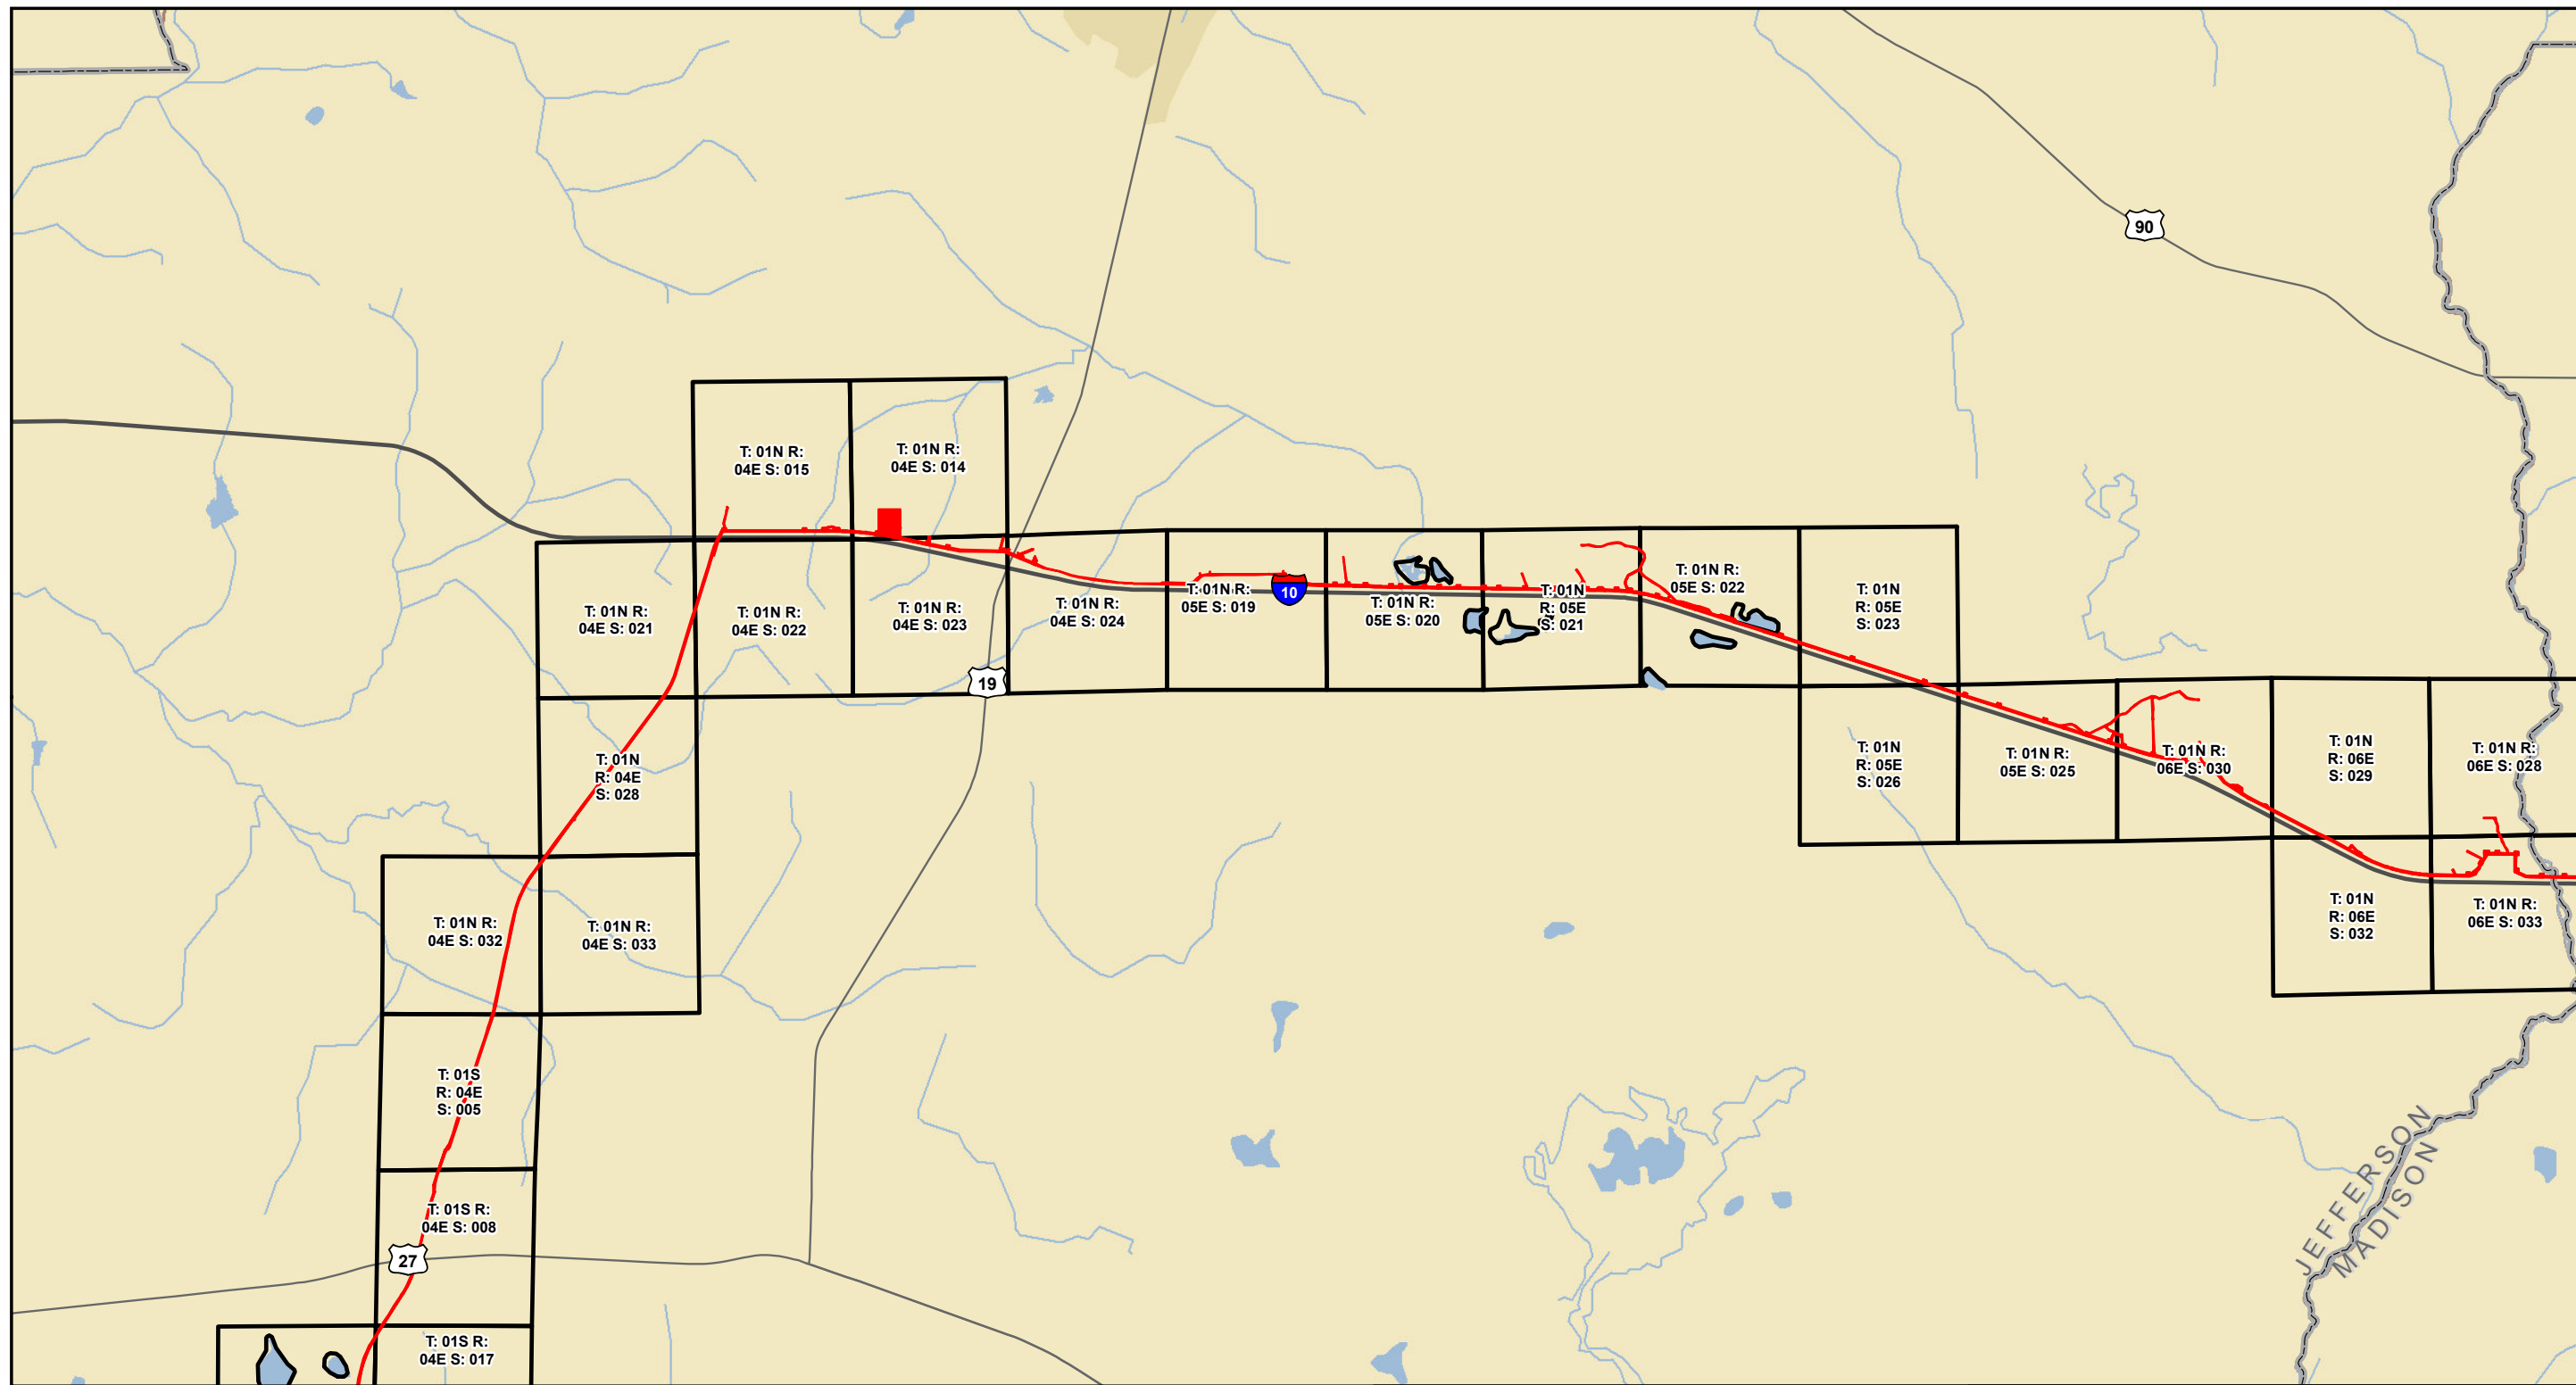 90
T: 01N R:
04E S: 015
T: 01N R:
04E S: 014
T: 01N R:
04E S: 021
T: 01N R:
04E S: 022
T: 01N R:
04E S: 023
T: 01N R:
04E S: 024
T: 01N R:
05E S: 019
10
T: 01N R:
05E S: 020
T: 01N
R: 05E
S: 021
T: 01N R:
05E S: 022
T: 01N
R: 05E
S: 023
19
T: 01N
R: 04E
S: 028
T: 01N
R: 05E
S: 026
T: 01N R:
05E S: 025
T: 01N R:
06E S: 030
T: 01N
R: 06E
S: 029
T: 01N R:
06E S: 028
T: 01N R:
04E S: 032
T: 01N R:
04E S: 033
T: 01N
R: 06E
S: 032
T: 01N R:
06E S: 033
T: 01S
R: 04E
S: 005
T: 01S R:
04E S: 008
JEFFERSON
MADISON
27
T: 01S R:
04E S: 017